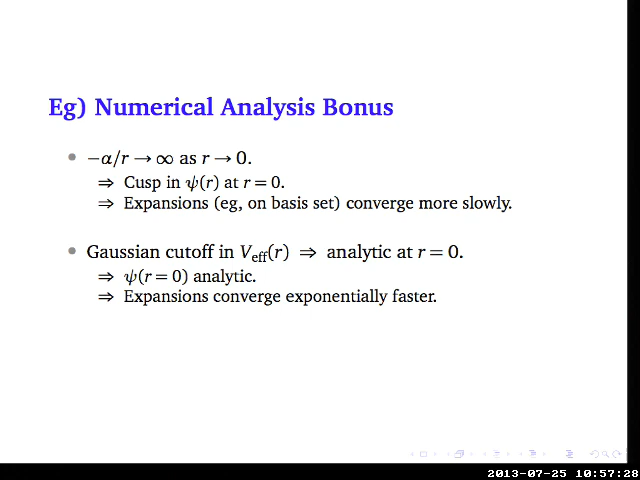 Eg) Numerical Analysis Bonus
• −α/r → ∞ as r → 0.
⇒ Cusp in ψ(r) at r = 0.
⇒ Expansions (eg, on basis set) converge more slowly.
• Gaussian cutoff in V_eff(r) ⇒ analytic at r = 0.
⇒ ψ(r = 0) analytic.
⇒ Expansions converge exponentially faster.
2013-07-25 10:57:28